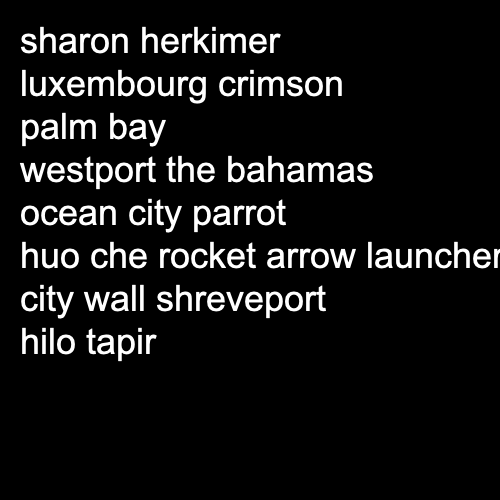 sharon herkimer
luxembourg crimson
palm bay
westport the bahamas
ocean city parrot
huo che rocket arrow launcher
city wall shreveport
hilo tapir